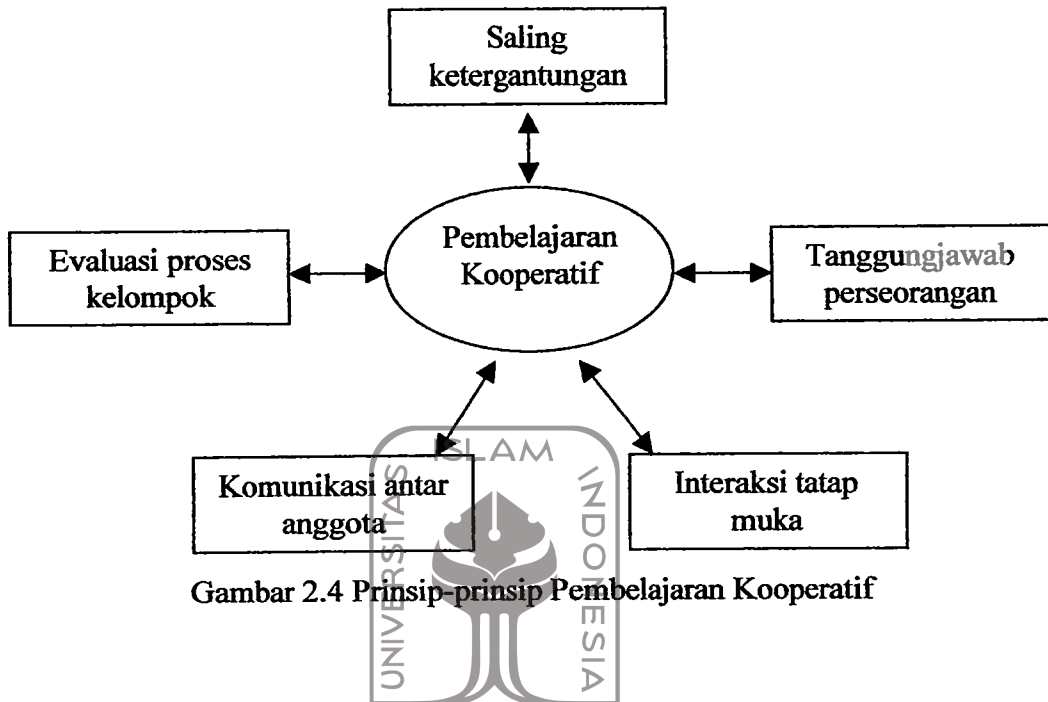 Saling
ketergantungan
Evaluasi proses
kelompok
Pembelajaran
Kooperatif
Tanggungjawab
perseorangan
Komunikasi antar
anggota
Interaksi tatap
muka
Gambar 2.4 Prinsip-prinsip Pembelajaran Kooperatif
UNIVERSITAS
ISLAM
INDONESIA